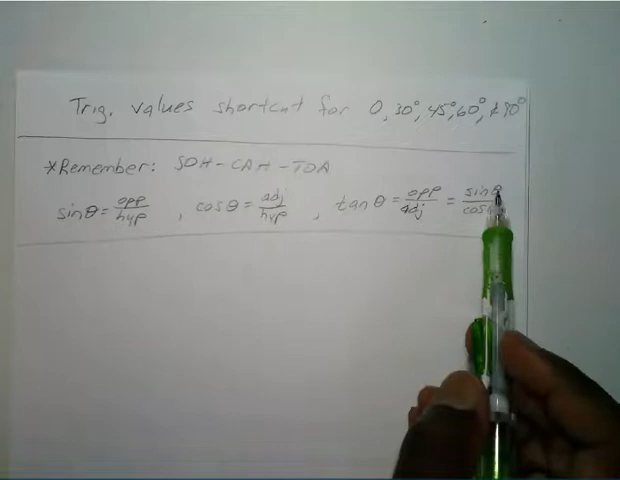 Trig. values shortcut for 0, 30°, 45°, 60°, & 90°
*Remember: SOH-CAH-TOA
sinθ = opp/hyp , cosθ = adj/hyp , tanθ = opp/adj = sinθ/cos